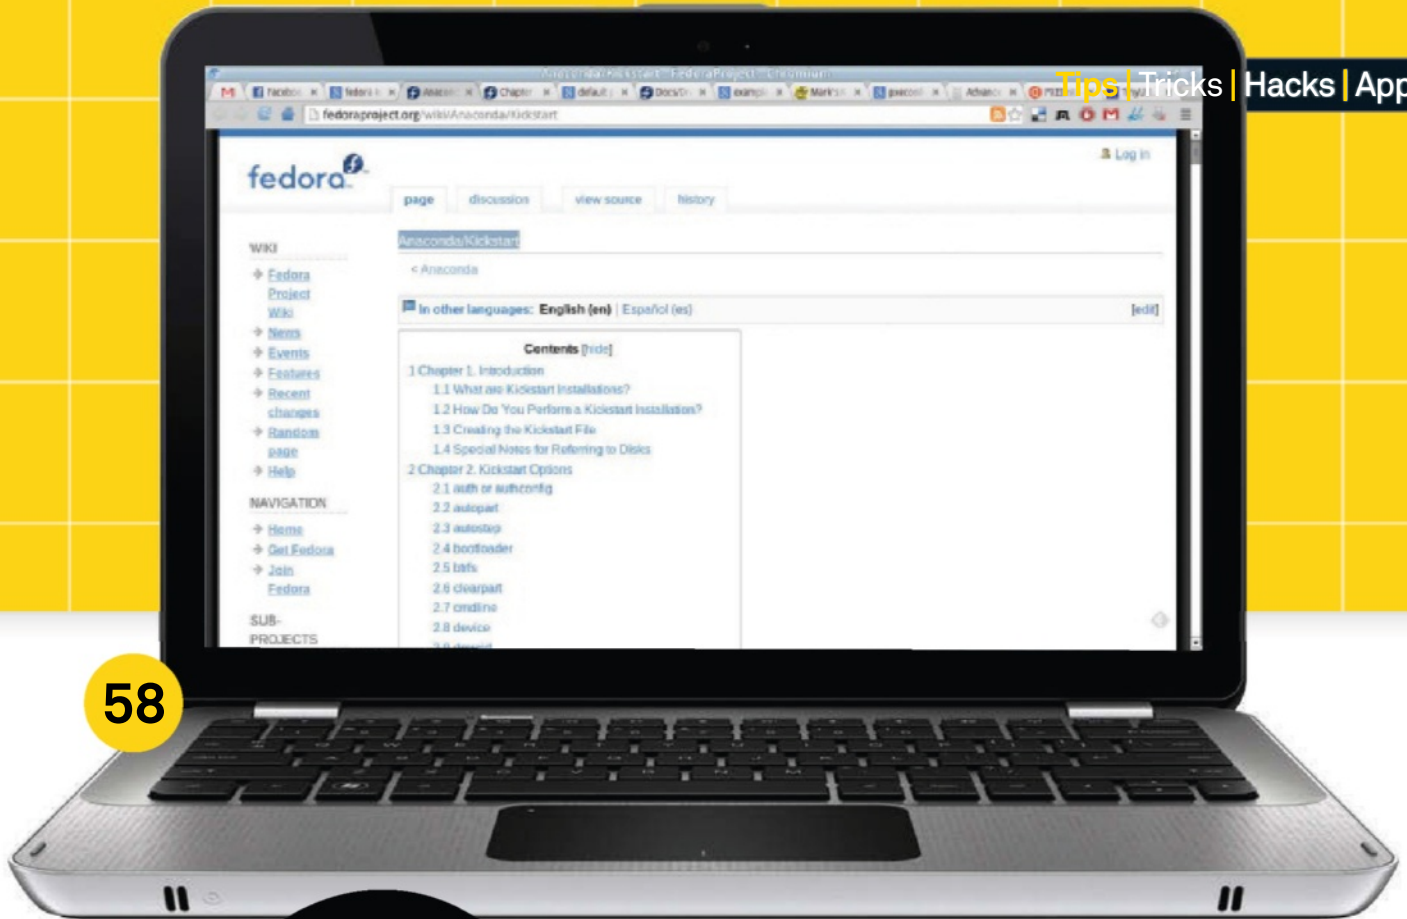 Tips | Tricks | Hacks | App
Anaconda/Kickstart - FedoraProject - Chromium
fedoraproject.org/wiki/Anaconda/Kickstart
fedora
Log in
page discussion view source history
WIKI
Fedora
Project
Wiki
News
Events
Features
Recent
changes
Random
page
Help
NAVIGATION
Home
Get Fedora
Join
Fedora
SUB-
PROJECTS
Anaconda/Kickstart
< Anaconda
In other languages: English (en) | Español (es) [edit]
Contents [hide]
1 Chapter 1. Introduction
1.1 What are Kickstart Installations?
1.2 How Do You Perform a Kickstart Installation?
1.3 Creating the Kickstart File
1.4 Special Notes for Referring to Disks
2 Chapter 2. Kickstart Options
2.1 auth or authconfig
2.2 autopart
2.3 autostep
2.4 bootloader
2.5 btrfs
2.6 clearpart
2.7 cmdline
2.8 device
58